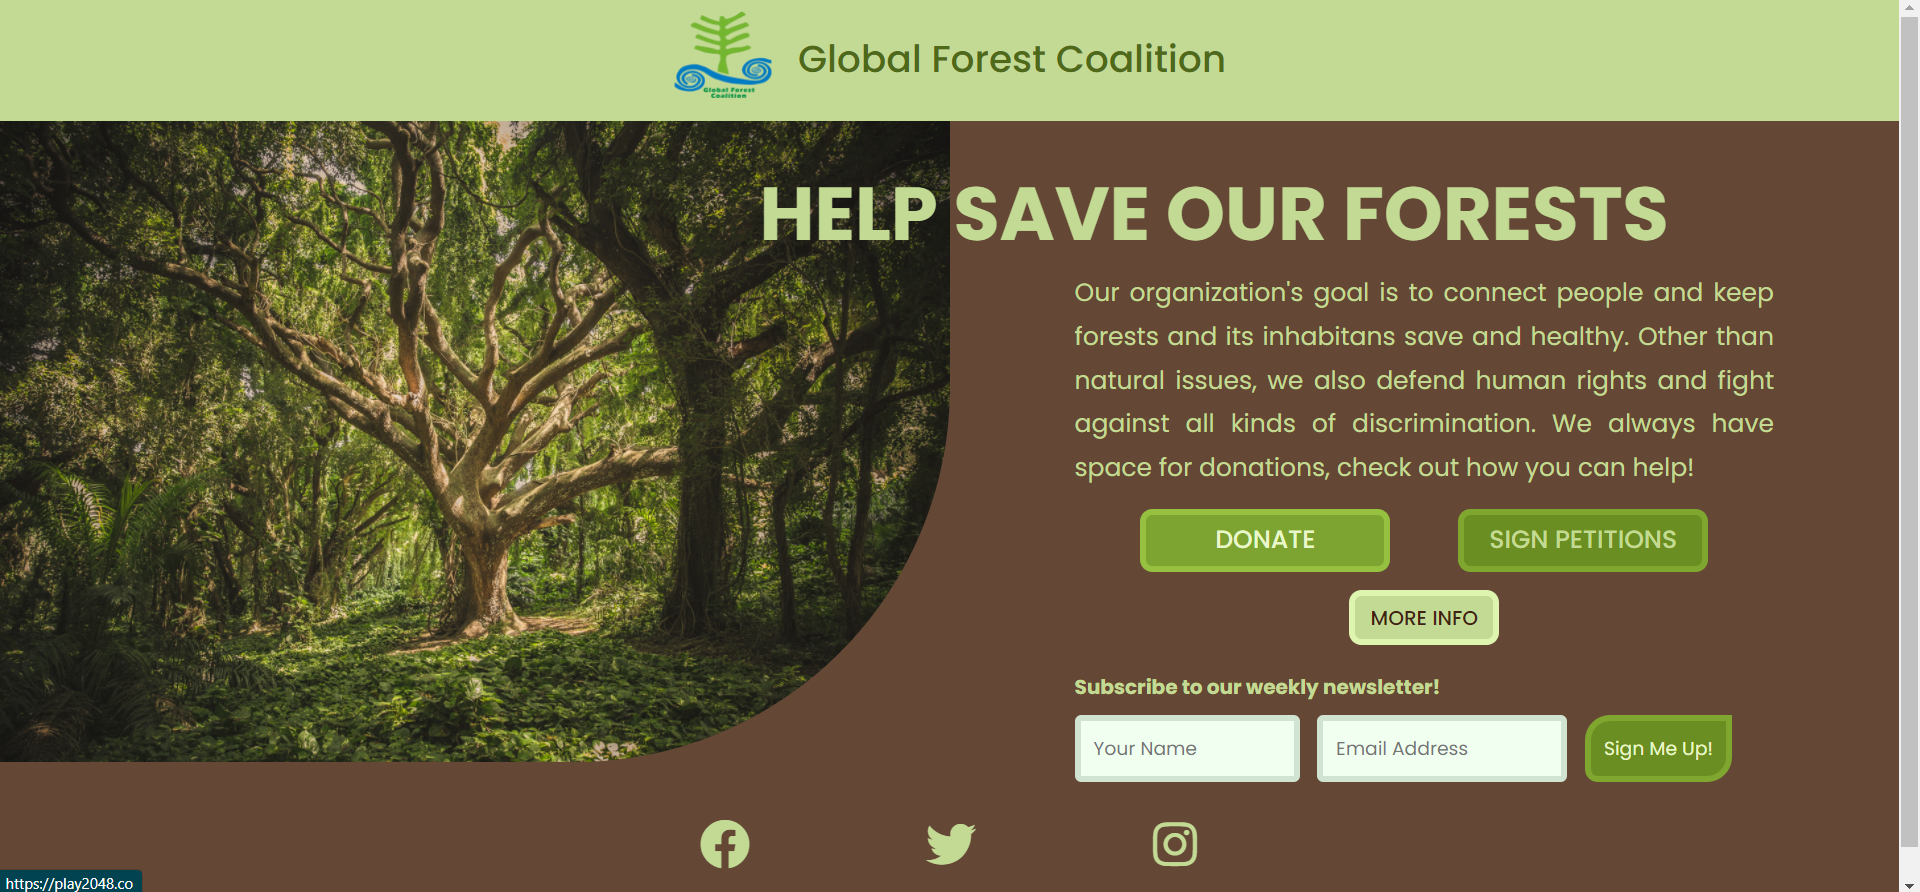 Global Forest
Coalition
Global Forest Coalition
HELP SAVE OUR FORESTS
Our organization's goal is to connect people and keep
forests and its inhabitans save and healthy. Other than
natural issues, we also defend human rights and fight
against all kinds of discrimination. We always have
space for donations, check out how you can help!
DONATE
SIGN PETITIONS
MORE INFO
Subscribe to our weekly newsletter!
Your Name
Email Address
Sign Me Up!
https://play2048.co